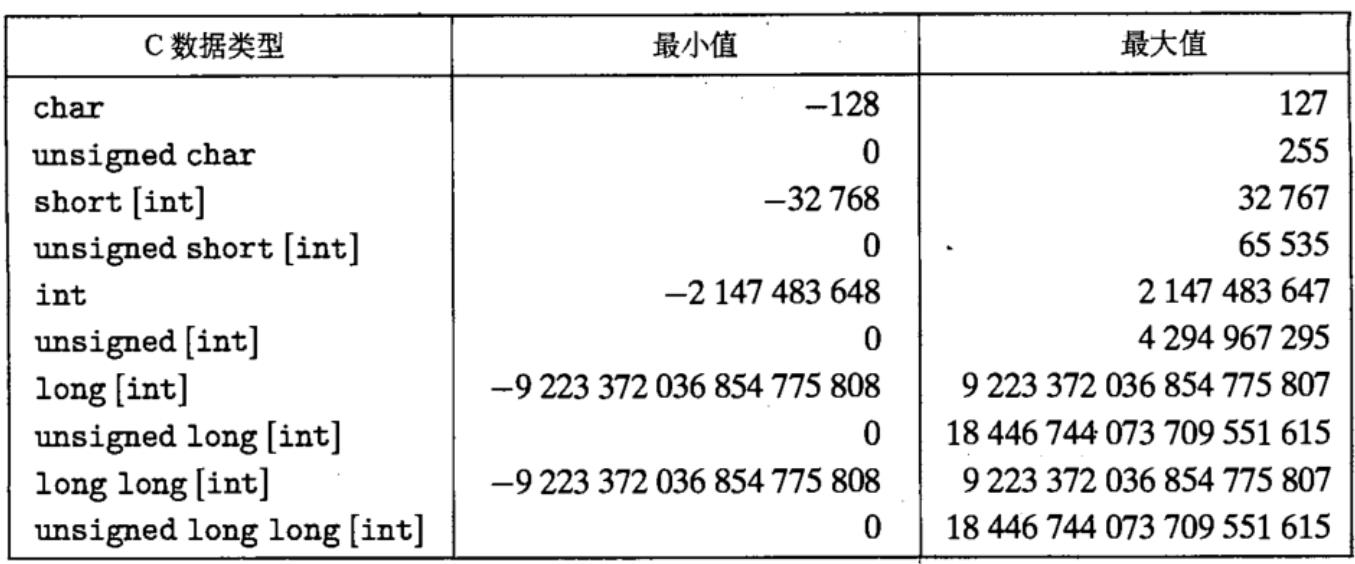 C 数据类型 最小值 最大值
char −128 127
unsigned char 0 255
short [int] −32 768 32 767
unsigned short [int] 0 65 535
int −2 147 483 648 2 147 483 647
unsigned [int] 0 4 294 967 295
long [int] −9 223 372 036 854 775 808 9 223 372 036 854 775 807
unsigned long [int] 0 18 446 744 073 709 551 615
long long [int] −9 223 372 036 854 775 808 9 223 372 036 854 775 807
unsigned long long [int] 0 18 446 744 073 709 551 615